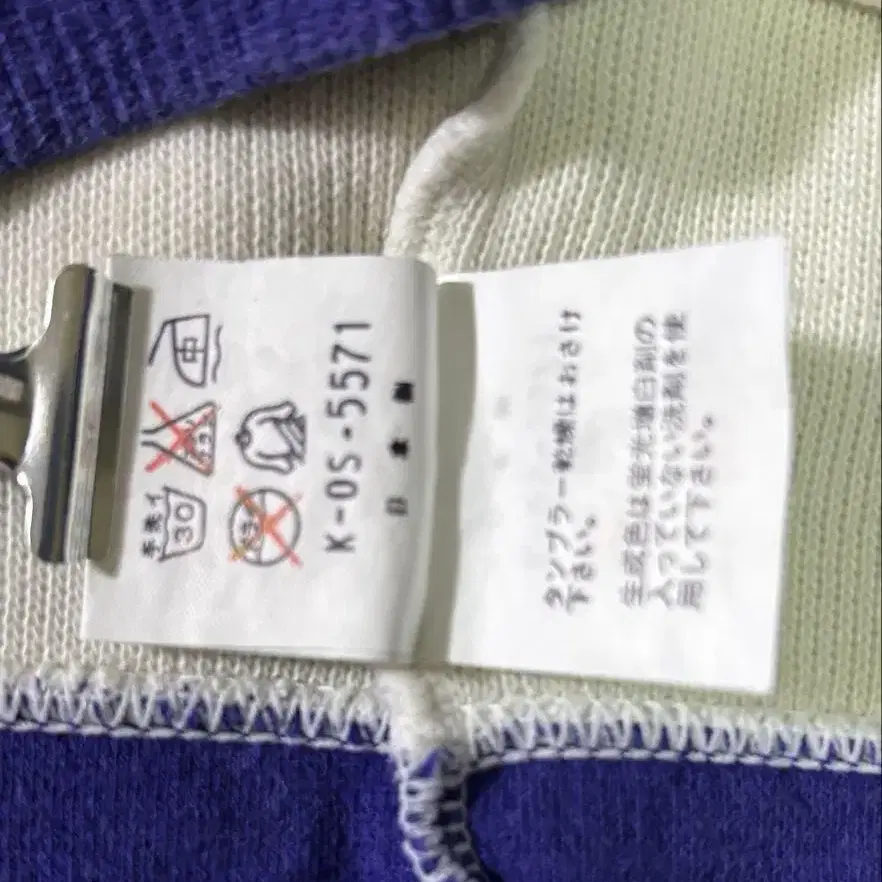 手洗イ
30
中
K-OS-5571
日本製
タンブラー乾燥はおさけ
下さい。
生成色は蛍光増白剤の
入っていない洗剤を使
用して下さい。